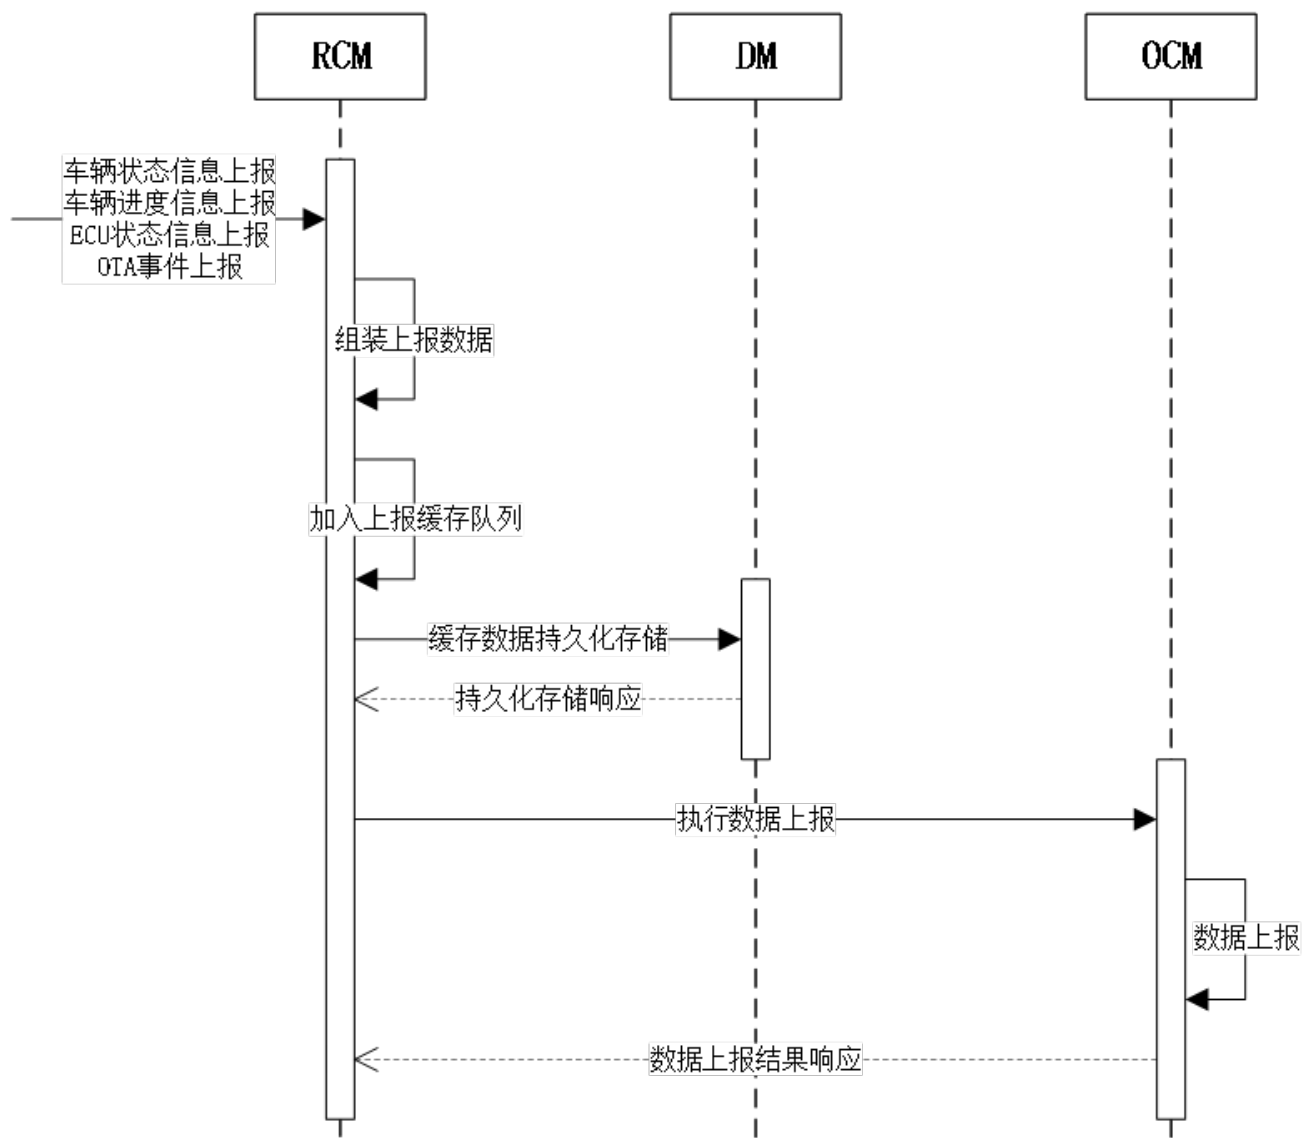 RCM
DM
OCM
车辆状态信息上报
车辆进度信息上报
ECU状态信息上报
OTA事件上报
组装上报数据
加入上报缓存队列
缓存数据持久化存储
持久化存储响应
执行数据上报
数据上报
数据上报结果响应